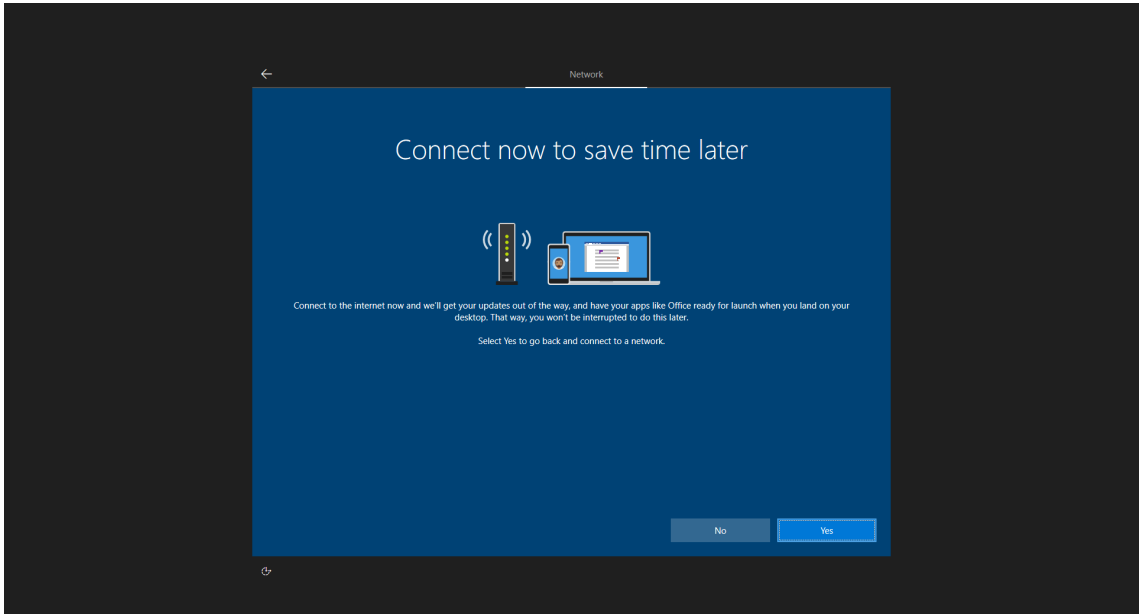 Network
Connect now to save time later
Connect to the internet now and we'll get your updates out of the way, and have your apps like Office ready for launch when you land on your
desktop. That way, you won't be interrupted to do this later.
Select Yes to go back and connect to a network.
No
Yes